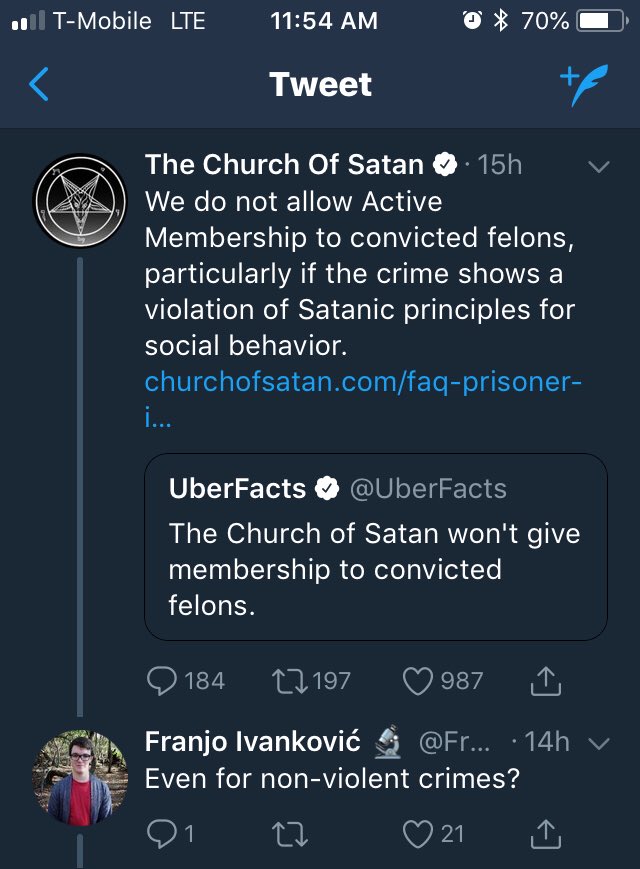 T-Mobile LTE 11:54 AM 70%
Tweet
The Church Of Satan · 15h
We do not allow Active
Membership to convicted felons,
particularly if the crime shows a
violation of Satanic principles for
social behavior.
churchofsatan.com/faq-prisoner-
i...
UberFacts @UberFacts
The Church of Satan won't give
membership to convicted
felons.
184 197 987
Franjo Ivanković @Fr... · 14h
Even for non-violent crimes?
1 21